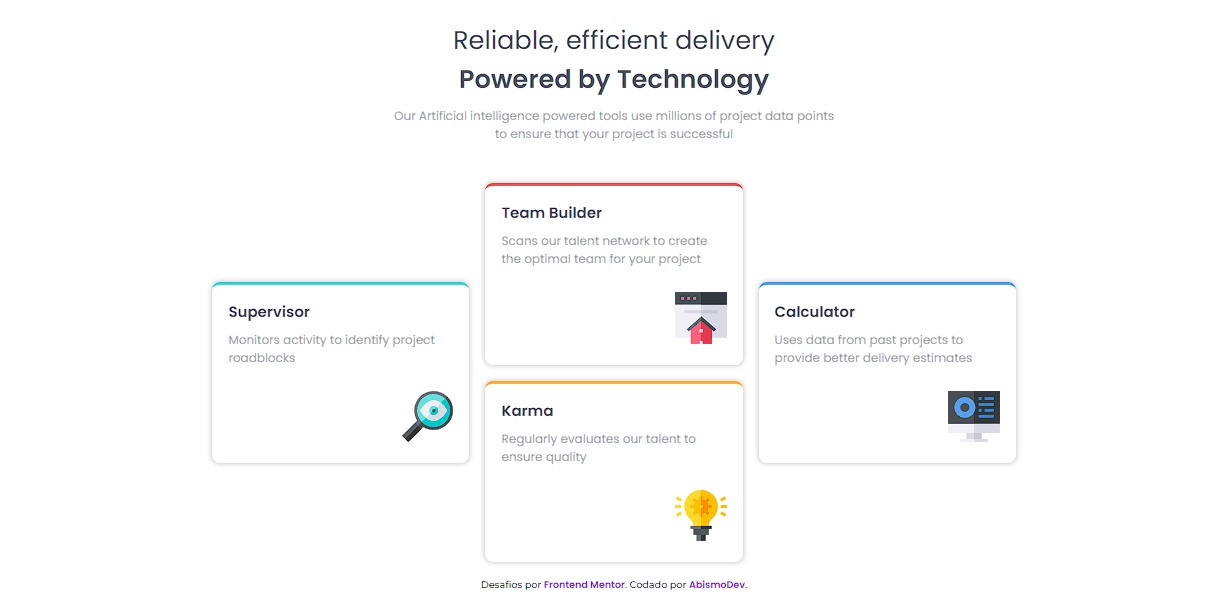 Reliable, efficient delivery
Powered by Technology
Our Artificial intelligence powered tools use millions of project data points
to ensure that your project is successful
Team Builder
Scans our talent network to create
the optimal team for your project
Supervisor
Monitors activity to identify project
roadblocks
Calculator
Uses data from past projects to
provide better delivery estimates
Karma
Regularly evaluates our talent to
ensure quality
Desafios por Frontend Mentor. Codado por AbismoDev.